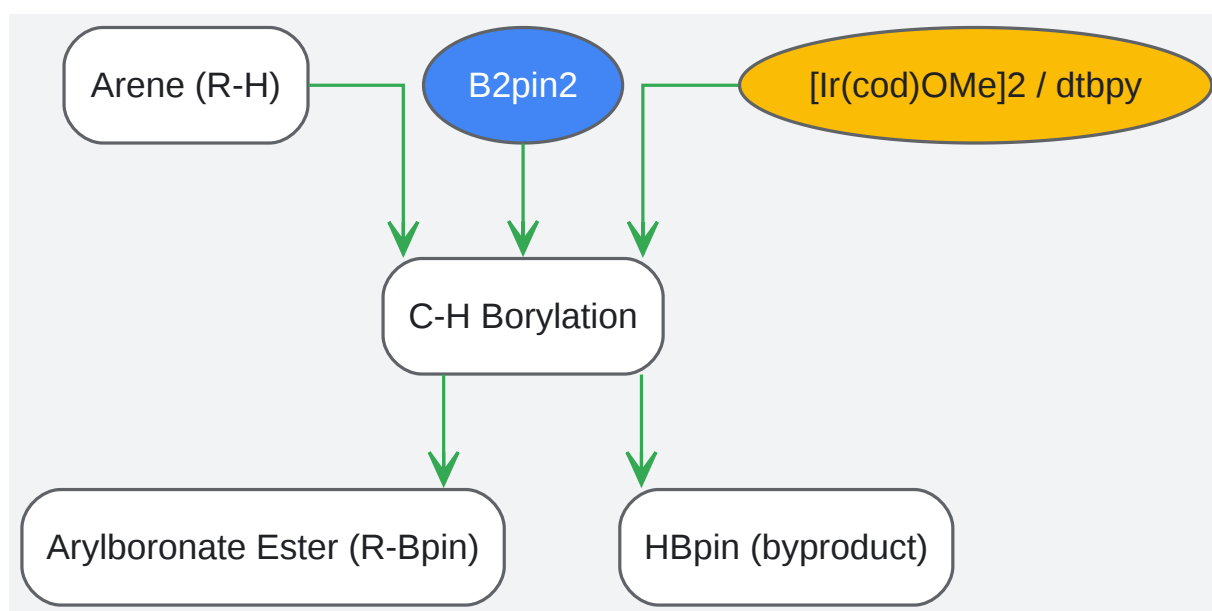 Arene (R-H)
B2pin2
[Ir(cod)OMe]2 / dtbpy
C-H Borylation
Arylboronate Ester (R-Bpin)
HBpin (byproduct)